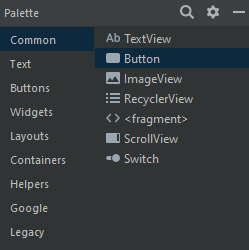 Palette
Common
Text
Buttons
Widgets
Layouts
Containers
Helpers
Google
Legacy
Ab TextView
Button
ImageView
RecyclerView
<> <fragment>
ScrollView
Switch